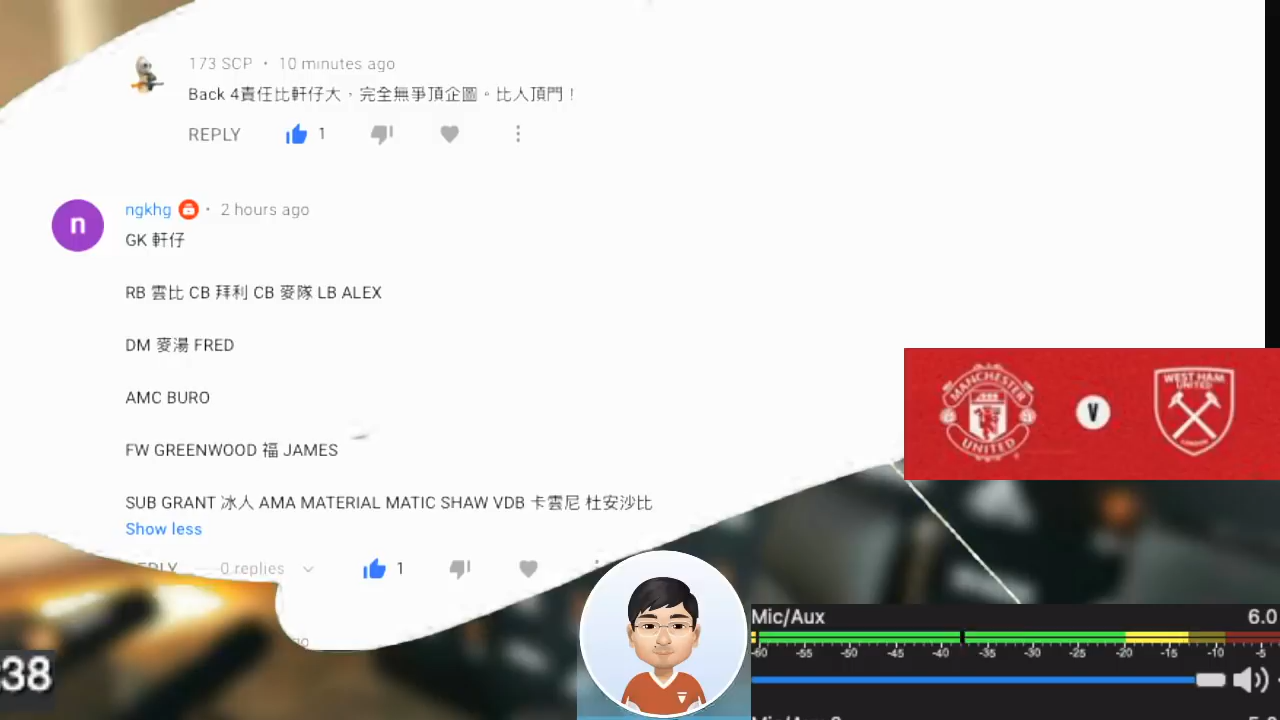 173 SCP • 10 minutes ago
Back 4責任比軒仔大，完全無爭頂企圖。比人頂門！
REPLY 1
n
ngkhg • 2 hours ago
GK 軒仔
RB 雲比 CB 拜利 CB 麥隊 LB ALEX
DM 麥湯 FRED
AMC BURO
FW GREENWOOD 福 JAMES
SUB GRANT 冰人 AMA MATERIAL MATIC SHAW VDB 卡雲尼 杜安沙比
Show less
0 replies 1
MANCHESTER UNITED
V
WEST HAM UNITED
LONDON
:38
Mic/Aux 6.0
-60 -55 -50 -45 -40 -35 -30 -25 -20 -15 -10 -5